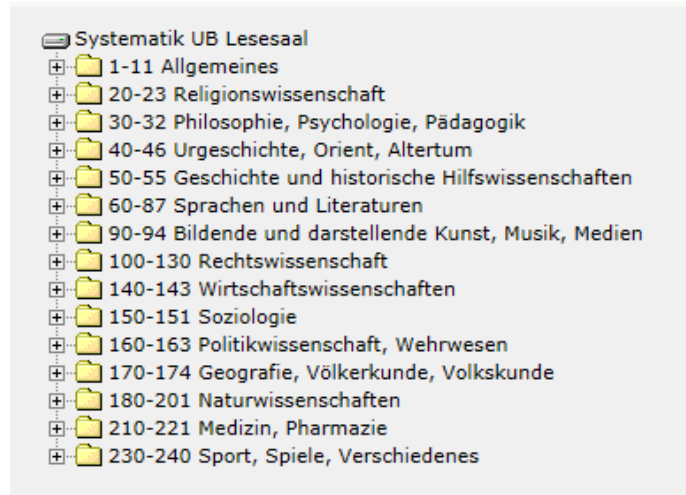 Systematik UB Lesesaal
1-11 Allgemeines
20-23 Religionswissenschaft
30-32 Philosophie, Psychologie, Pädagogik
40-46 Urgeschichte, Orient, Altertum
50-55 Geschichte und historische Hilfswissenschaften
60-87 Sprachen und Literaturen
90-94 Bildende und darstellende Kunst, Musik, Medien
100-130 Rechtswissenschaft
140-143 Wirtschaftswissenschaften
150-151 Soziologie
160-163 Politikwissenschaft, Wehrwesen
170-174 Geografie, Völkerkunde, Volkskunde
180-201 Naturwissenschaften
210-221 Medizin, Pharmazie
230-240 Sport, Spiele, Verschiedenes